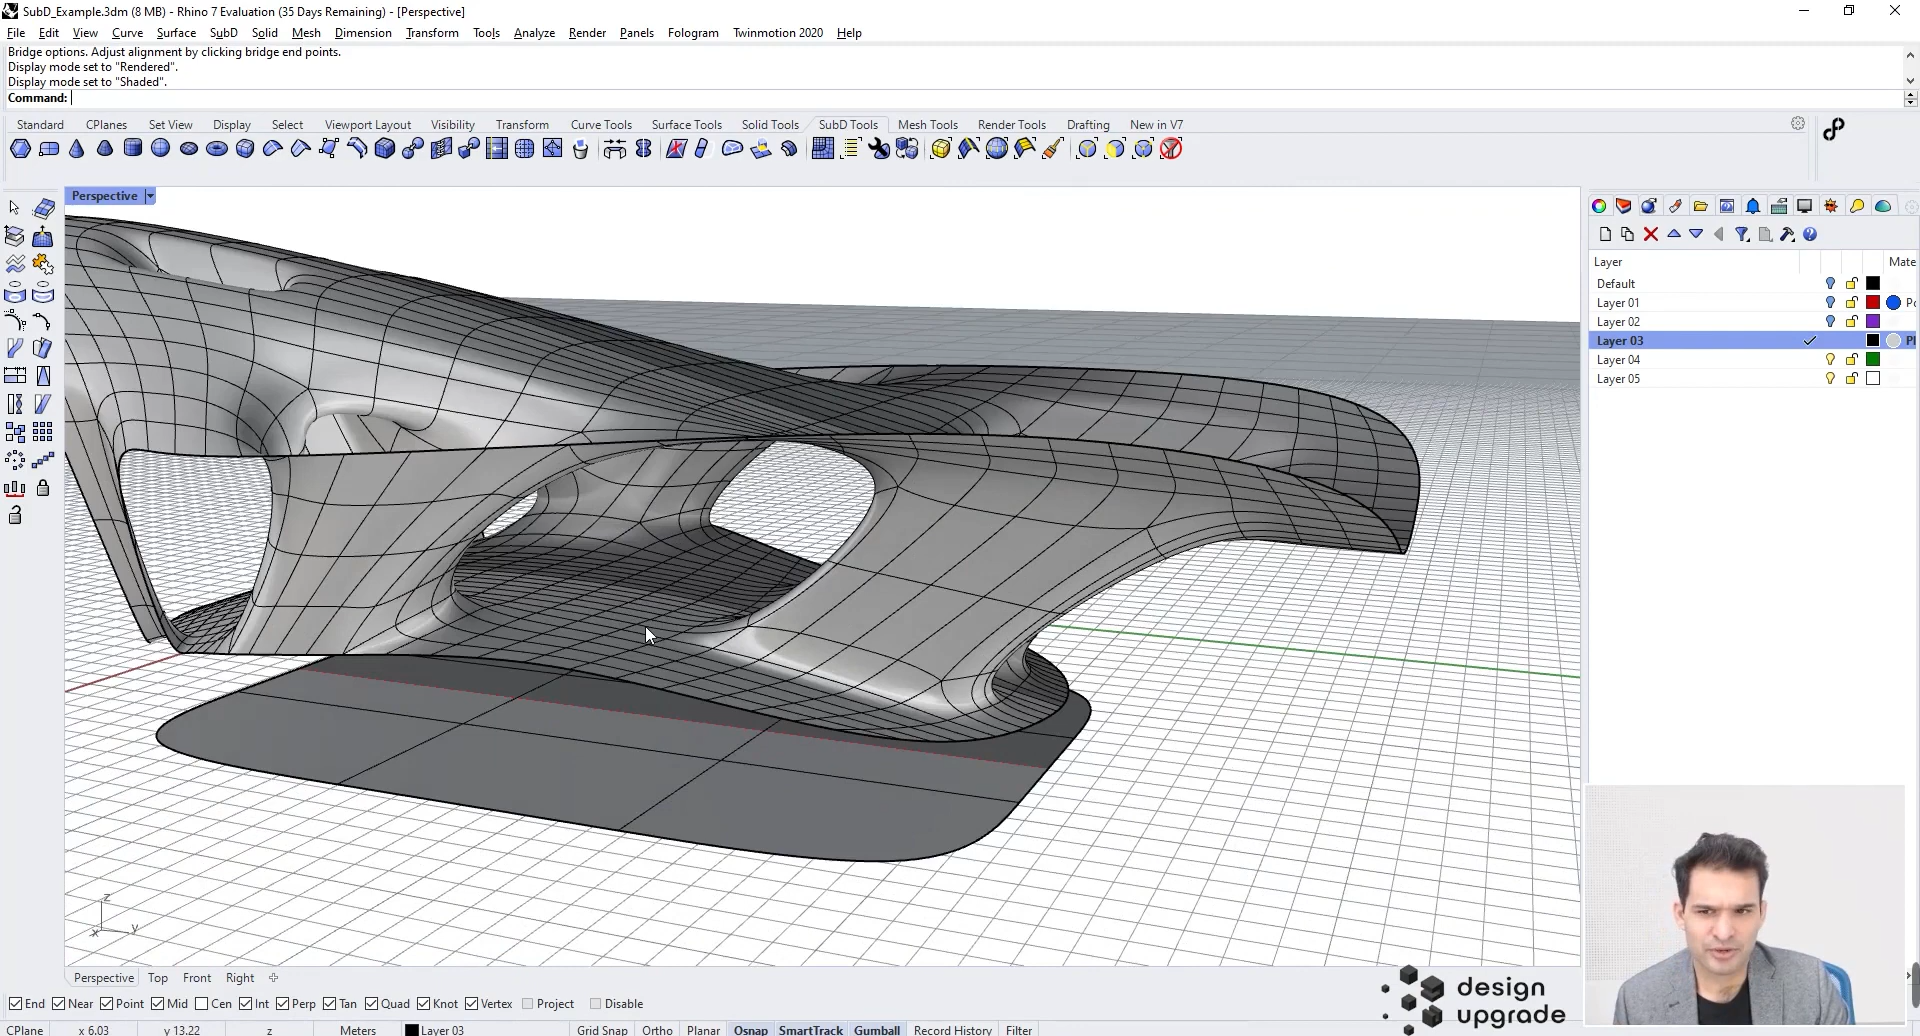 SubD_Example.3dm (8 MB) - Rhino 7 Evaluation (35 Days Remaining) - [Perspective]
File Edit View Curve Surface SubD Solid Mesh Dimension Transform Tools Analyze Render Panels Fologram Twinmotion 2020 Help
Bridge options. Adjust alignment by clicking bridge end points.
Display mode set to "Rendered".
Display mode set to "Shaded".
Command:
Standard CPlanes Set View Display Select Viewport Layout Visibility Transform Curve Tools Surface Tools Solid Tools SubD Tools Mesh Tools Render Tools Drafting New in V7
Perspective
Layer Mate
Default
Layer 01 Po
Layer 02
Layer 03 Pl
Layer 04
Layer 05
z
x y
Perspective Top Front Right
End Near Point Mid Cen Int Perp Tan Quad Knot Vertex Project Disable
design
upgrade
CPlane x 6.03 y 13.22 z Meters Layer 03 Grid Snap Ortho Planar Osnap SmartTrack Gumball Record History Filter